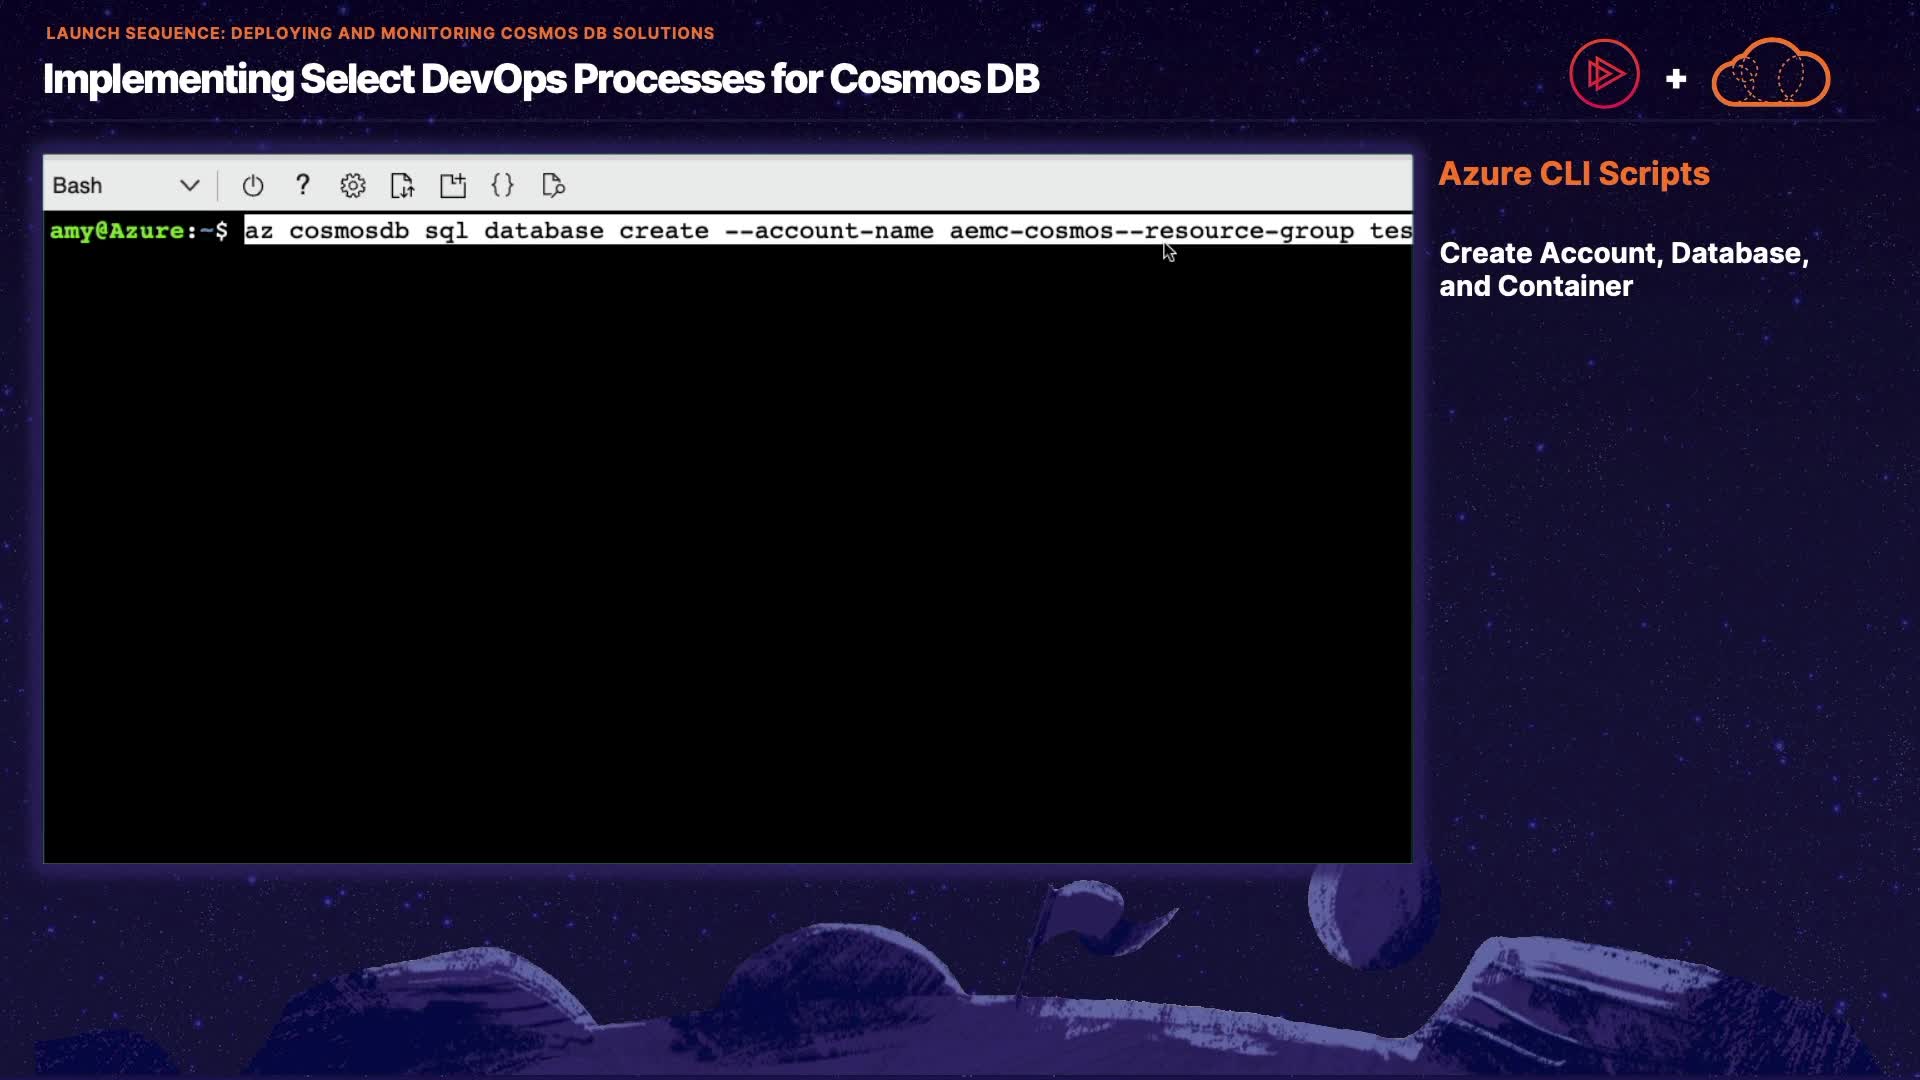 LAUNCH SEQUENCE: DEPLOYING AND MONITORING COSMOS DB SOLUTIONS
Implementing Select DevOps Processes for Cosmos DB
+
Bash
?
{}
amy@Azure:~$ az cosmosdb sql database create --account-name aemc-cosmos--resource-group tes
Azure CLI Scripts
Create Account, Database,
and Container